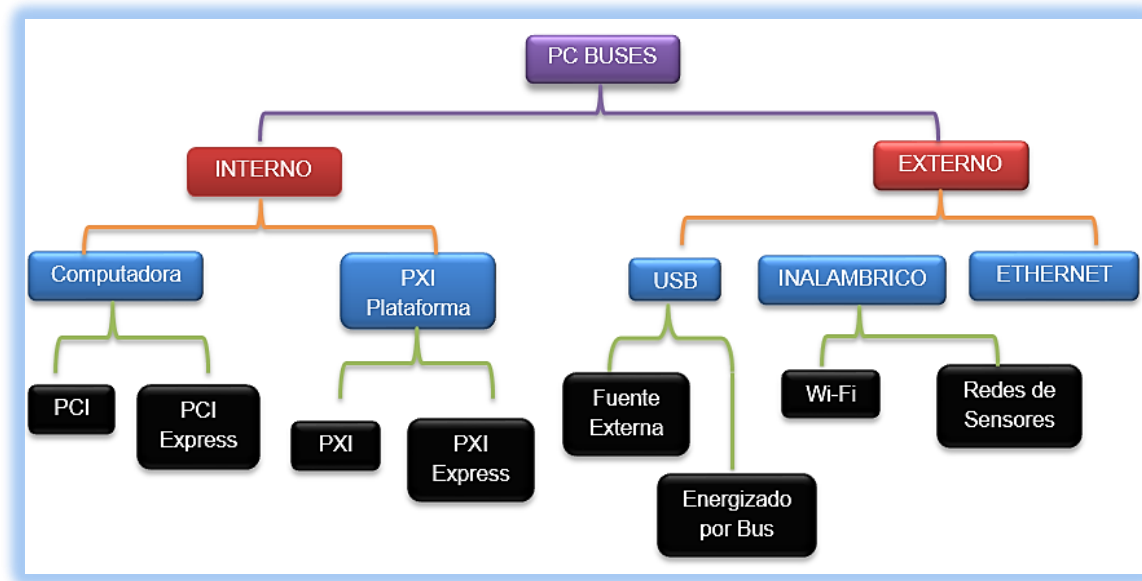 PC BUSES
INTERNO
EXTERNO
Computadora
PXI
Plataforma
USB
INALAMBRICO
ETHERNET
PCI
PCI
Express
PXI
PXI
Express
Fuente
Externa
Energizado
por Bus
Wi-Fi
Redes de
Sensores